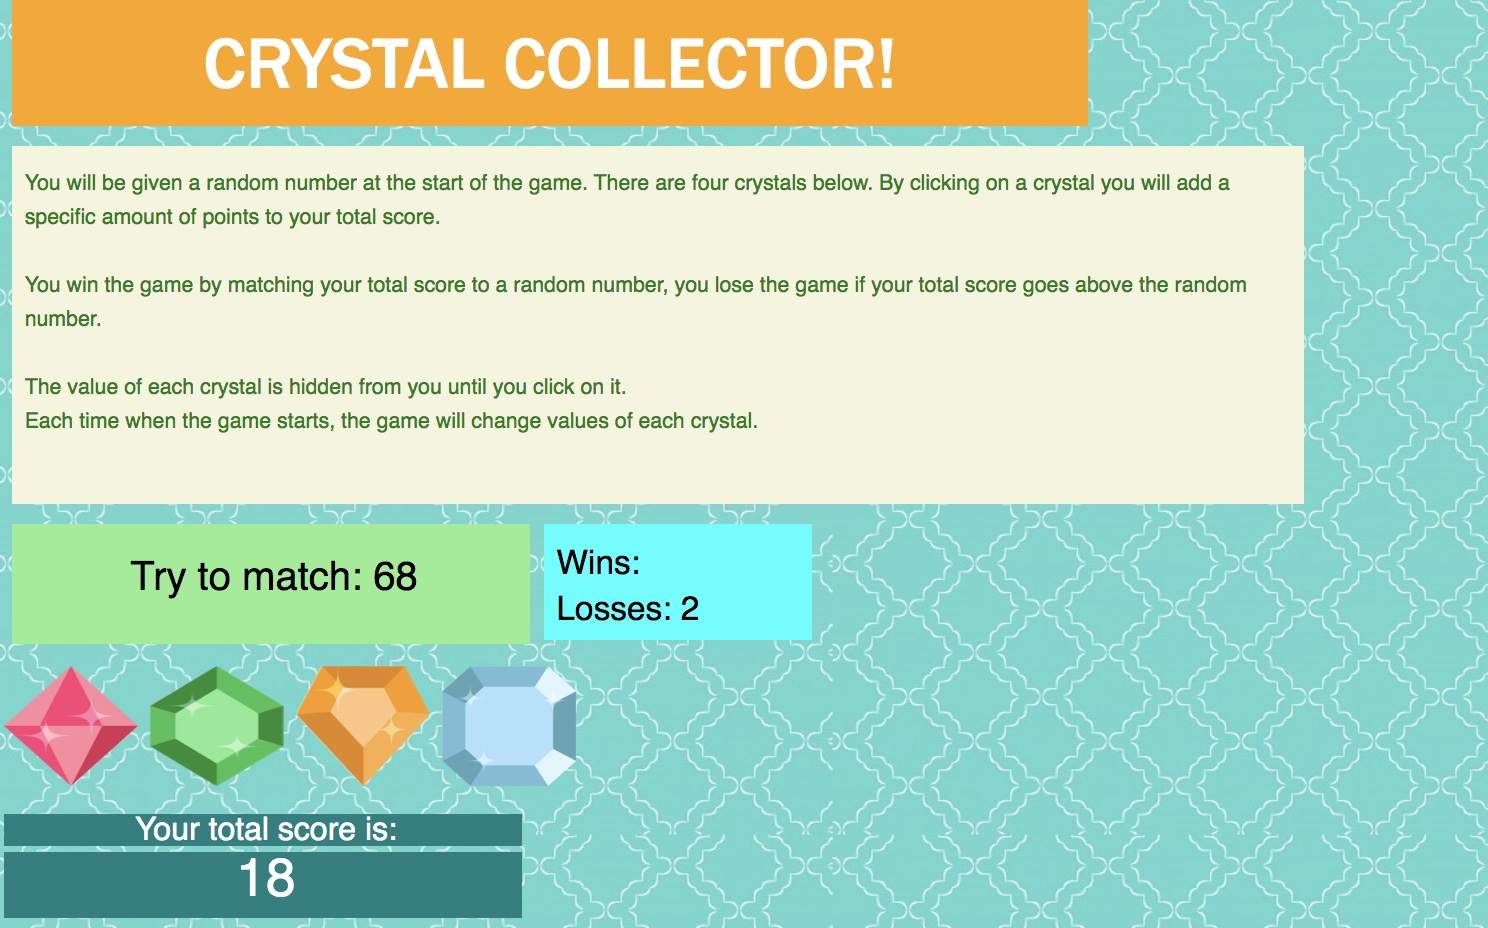 CRYSTAL COLLECTOR!
You will be given a random number at the start of the game. There are four crystals below. By clicking on a crystal you will add a
specific amount of points to your total score.
You win the game by matching your total score to a random number, you lose the game if your total score goes above the random
number.
The value of each crystal is hidden from you until you click on it.
Each time when the game starts, the game will change values of each crystal.
Try to match: 68
Wins:
Losses: 2
Your total score is:
18